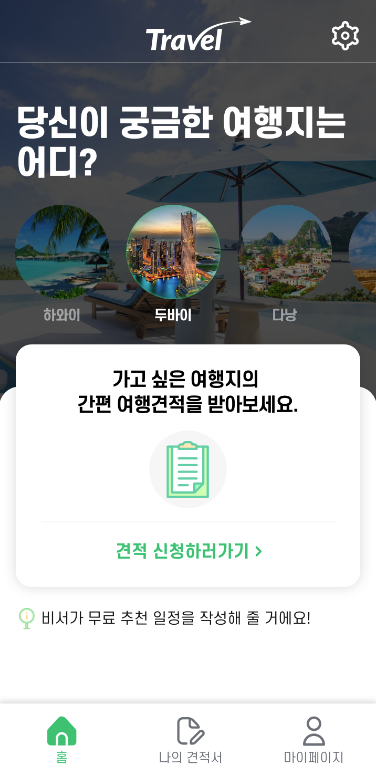 Travel
당신이 궁금한 여행지는
어디?
하와이
두바이
다낭
가고 싶은 여행지의
간편 여행견적을 받아보세요.
견적 신청하러가기 >
비서가 무료 추천 일정을 작성해 줄 거에요!
홈
나의 견적서
마이페이지